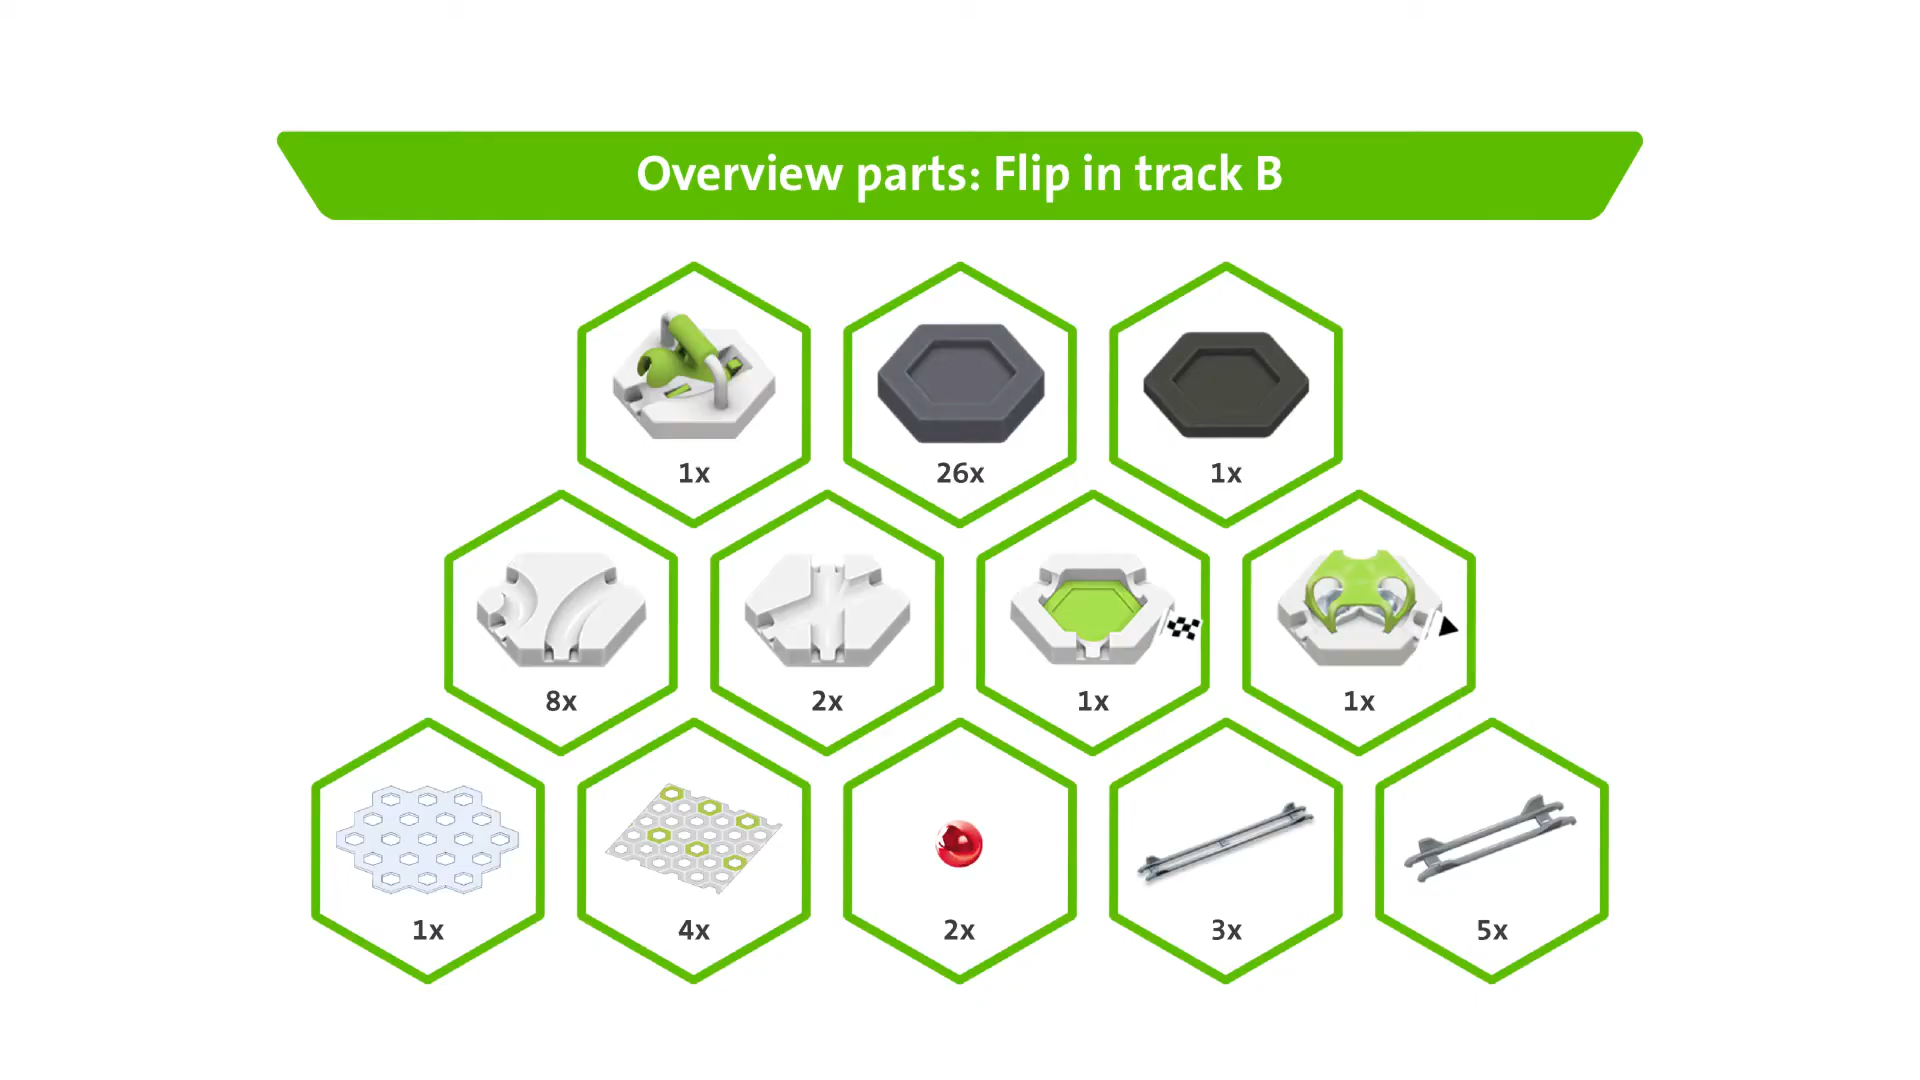 Overview parts: Flip in track B
1x
26x
1x
8x
2x
1x
1x
1x
4x
2x
3x
5x